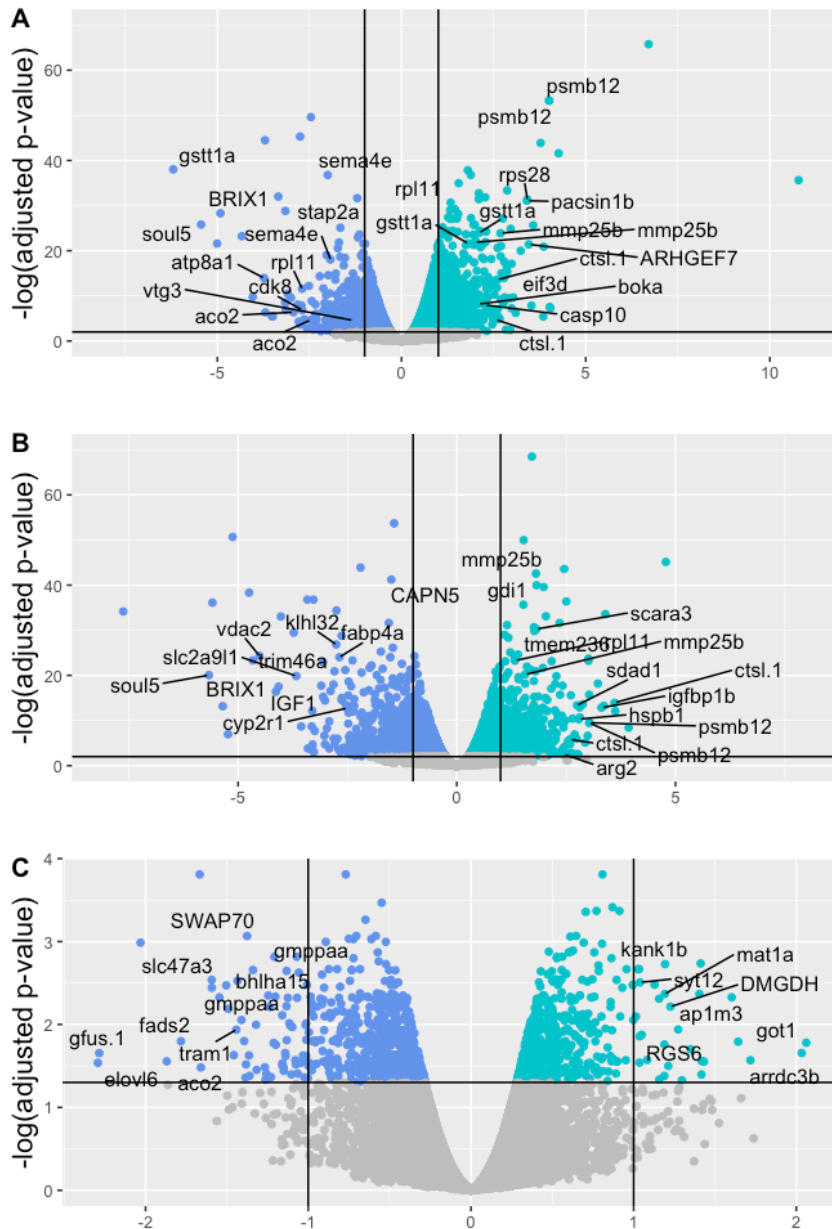 A
-log(adjusted p-value)
60
40
20
0
psmb12
psmb12
gstt1a
sema4e
rps28
rpl11
BRIX1
pacsin1b
stap2a
gstt1a
gstt1a
soul5
sema4e
mmp25b
mmp25b
atp8a1
rpl11
ctsl.1
ARHGEF7
vtg3
cdk8
eif3d
boka
aco2
casp10
aco2
ctsl.1
-5
0
5
10
B
-log(adjusted p-value)
60
40
20
0
mmp25b
CAPN5
gdi1
klhl32
scara3
vdac2
fabp4a
tmem236
rpl11
mmp25b
slc2a9l1
trim46a
sdad1
ctsl.1
soul5
BRIX1
igfbp1b
IGF1
hspb1
cyp2r1
psmb12
ctsl.1
psmb12
arg2
-5
0
5
C
-log(adjusted p-value)
4
3
2
1
0
SWAP70
kank1b
mat1a
gmppaa
slc47a3
bhlha15
syt12
DMGDH
gmppaa
ap1m3
fads2
got1
gfus.1
tram1
RGS6
elovl6
aco2
arrdc3b
-2
-1
0
1
2